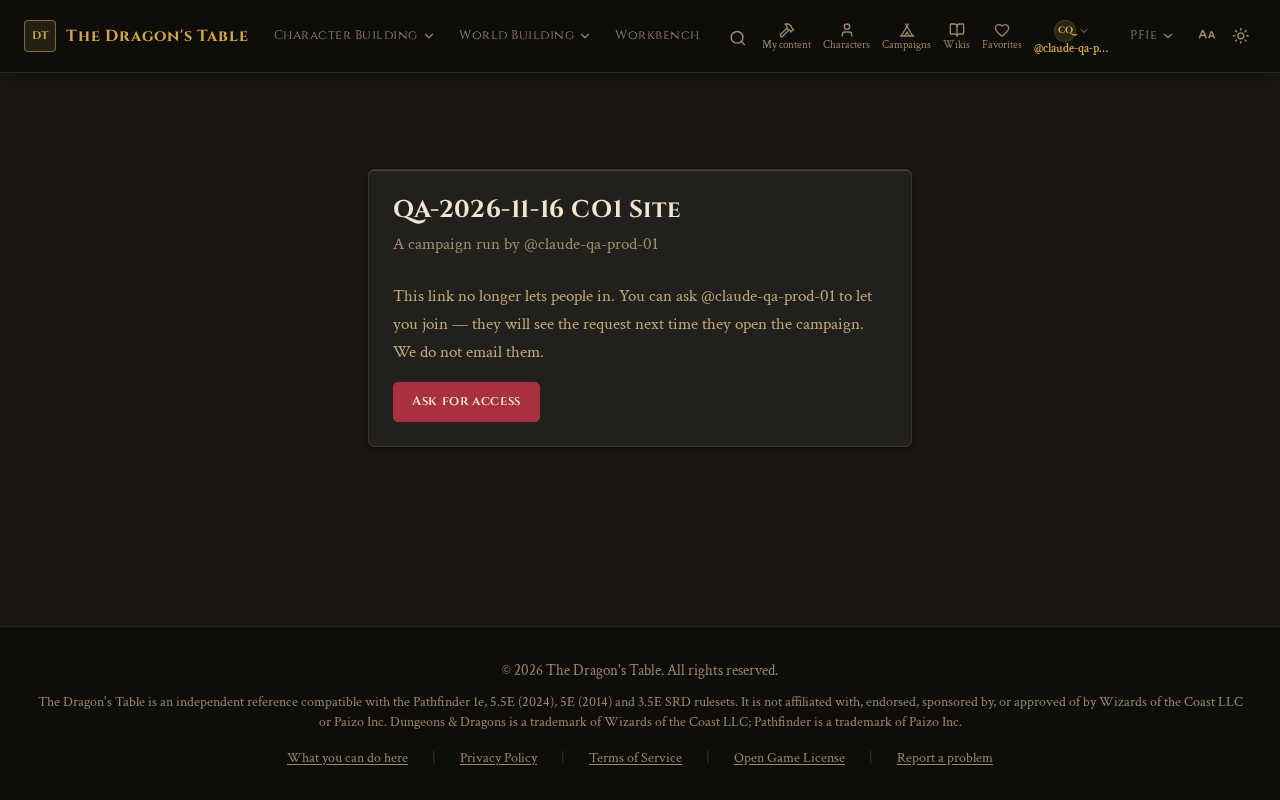 DT The Dragon's Table Character Building World Building Workbench My content Characters Campaigns Wikis Favorites CQ @claude-qa-p... PF1e AA
QA-2026-11-16 CO1 Site
A campaign run by @claude-qa-prod-01
This link no longer lets people in. You can ask @claude-qa-prod-01 to let
you join — they will see the request next time they open the campaign.
We do not email them.
Ask for access
© 2026 The Dragon's Table. All rights reserved.
The Dragon's Table is an independent reference compatible with the Pathfinder 1e, 5.5E (2024), 5E (2014) and 3.5E SRD rulesets. It is not affiliated with, endorsed, sponsored by, or approved of by Wizards of the Coast LLC
or Paizo Inc. Dungeons & Dragons is a trademark of Wizards of the Coast LLC; Pathfinder is a trademark of Paizo Inc.
What you can do here | Privacy Policy | Terms of Service | Open Game License | Report a problem